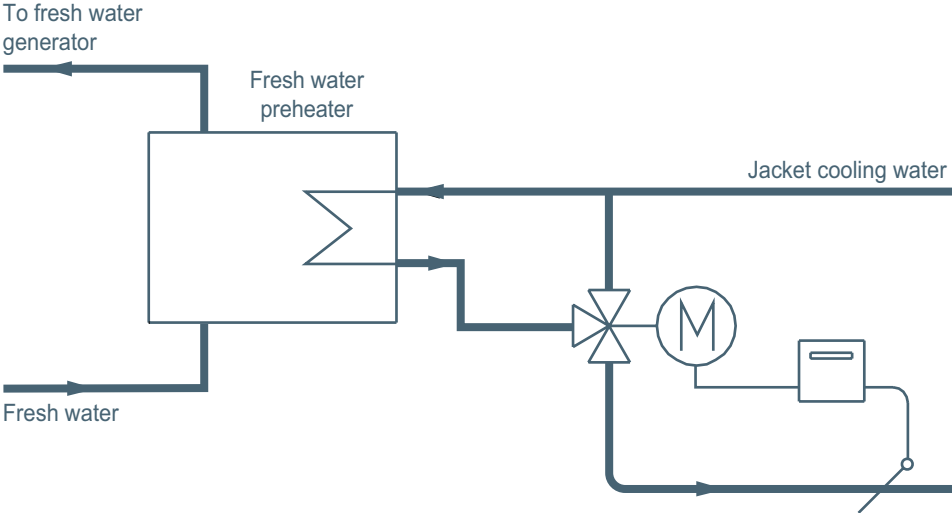 To fresh water
generator
Fresh water
preheater
Jacket cooling water
M
Fresh water